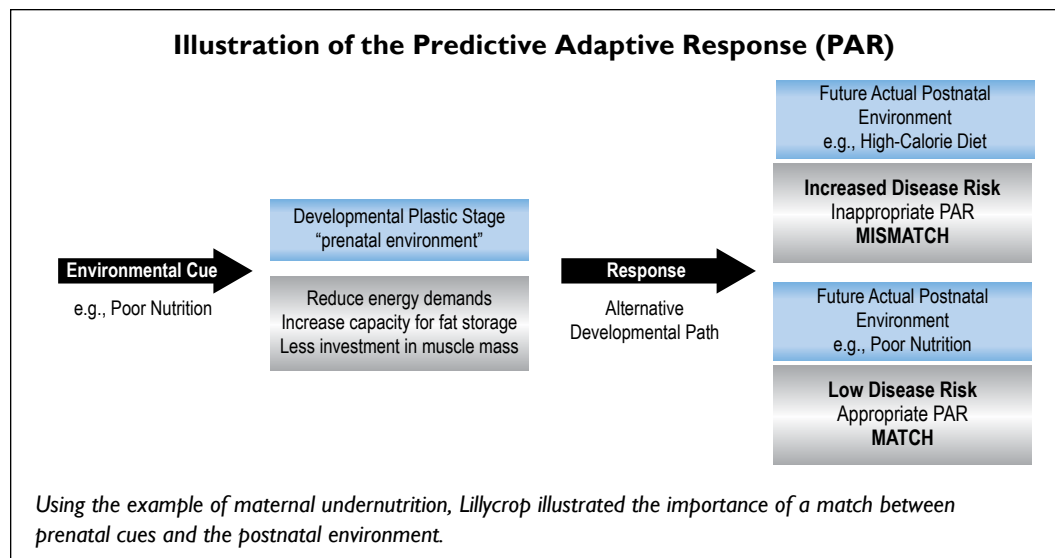 Illustration of the Predictive Adaptive Response (PAR)
Environmental Cue
e.g., Poor Nutrition
Developmental Plastic Stage
“prenatal environment”
Reduce energy demands
Increase capacity for fat storage
Less investment in muscle mass
Response
Alternative
Developmental Path
Future Actual Postnatal
Environment
e.g., High-Calorie Diet
Increased Disease Risk
Inappropriate PAR
MISMATCH
Future Actual Postnatal
Environment
e.g., Poor Nutrition
Low Disease Risk
Appropriate PAR
MATCH
Using the example of maternal undernutrition, Lillycrop illustrated the importance of a match between
prenatal cues and the postnatal environment.